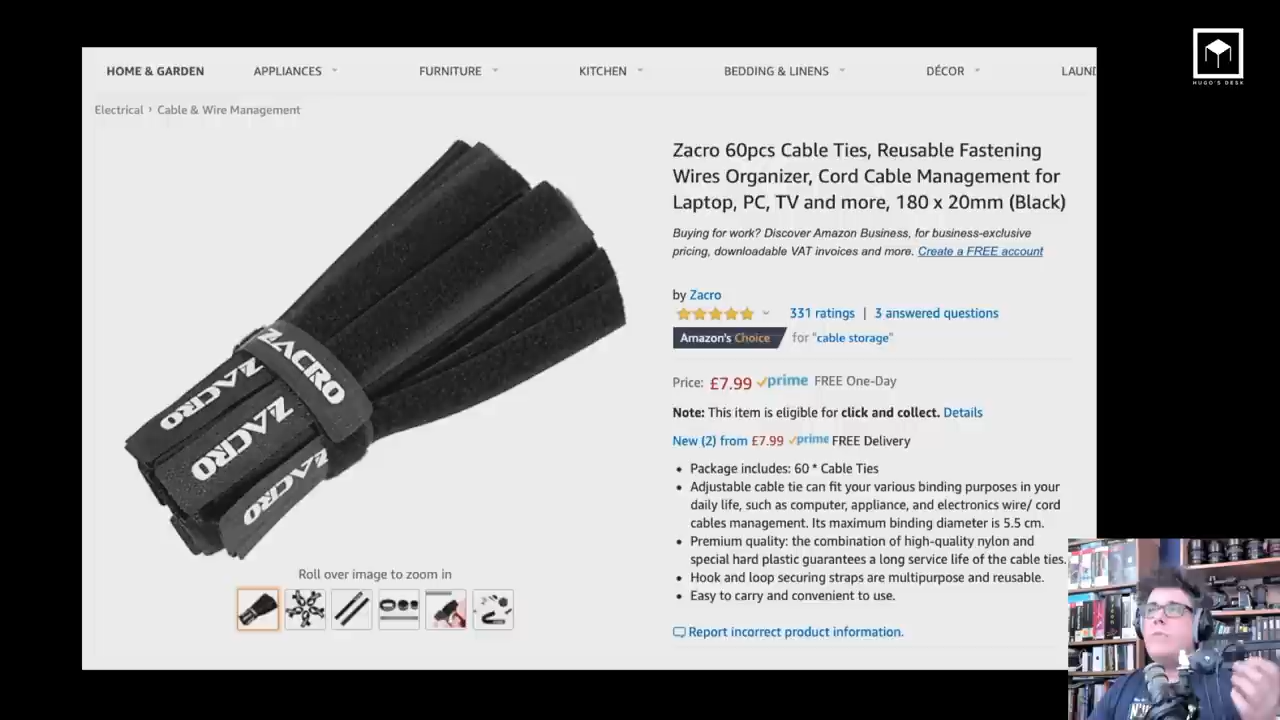 HUGO'S DESK
HOME & GARDEN APPLIANCES FURNITURE KITCHEN BEDDING & LINENS DÉCOR LAUND
Electrical › Cable & Wire Management
Zacro 60pcs Cable Ties, Reusable Fastening
Wires Organizer, Cord Cable Management for
Laptop, PC, TV and more, 180 x 20mm (Black)
Buying for work? Discover Amazon Business, for business-exclusive
pricing, downloadable VAT invoices and more. Create a FREE account
by Zacro
331 ratings | 3 answered questions
Amazon's Choice for "cable storage"
Price: £7.99 prime FREE One-Day
Note: This item is eligible for click and collect. Details
New (2) from £7.99 prime FREE Delivery
• Package includes: 60 * Cable Ties
• Adjustable cable tie can fit your various binding purposes in your
daily life, such as computer, appliance, and electronics wire/ cord
cables management. Its maximum binding diameter is 5.5 cm.
• Premium quality: the combination of high-quality nylon and
special hard plastic guarantees a long service life of the cable ties.
• Hook and loop securing straps are multipurpose and reusable.
• Easy to carry and convenient to use.
Report incorrect product information.
ZACRO
ZACRO
ZACRO
ZACRO
ZACRO
Roll over image to zoom in